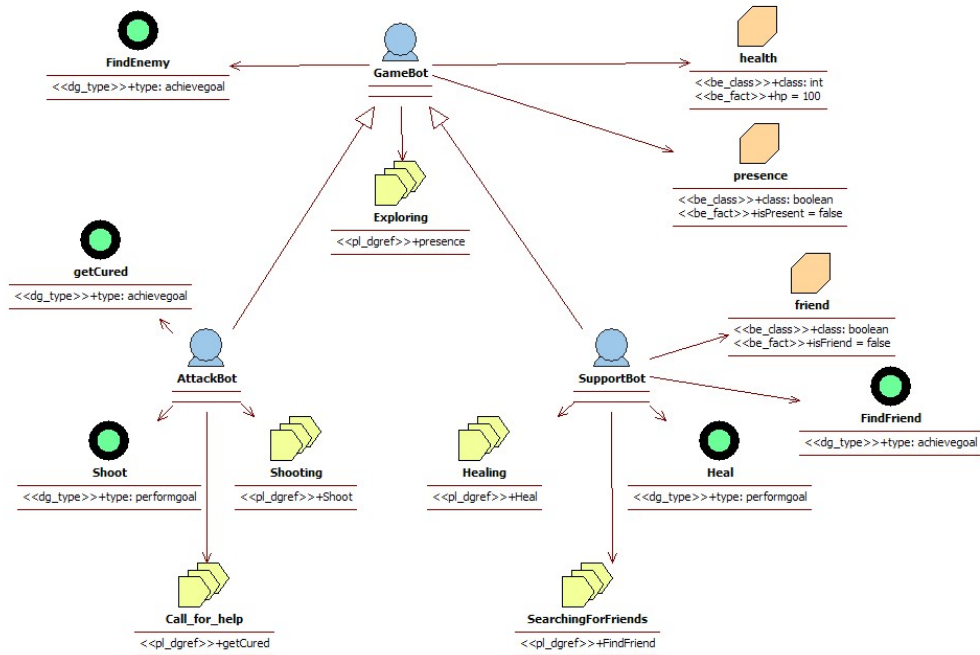 FindEnemy
<<dg_type>>+type: achievegoal
GameBot
health
<<be_class>>+class: int
<<be_fact>>+hp = 100
presence
<<be_class>>+class: boolean
<<be_fact>>+isPresent = false
Exploring
<<pl_dgref>>+presence
getCured
<<dg_type>>+type: achievegoal
friend
<<be_class>>+class: boolean
<<be_fact>>+isFriend = false
AttackBot
SupportBot
FindFriend
<<dg_type>>+type: achievegoal
Shoot
<<dg_type>>+type: performgoal
Shooting
<<pl_dgref>>+Shoot
Healing
<<pl_dgref>>+Heal
Heal
<<dg_type>>+type: performgoal
Call_for_help
<<pl_dgref>>+getCured
SearchingForFriends
<<pl_dgref>>+FindFriend